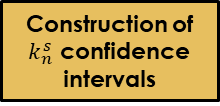 Construction of
$k_n^s$ confidence
intervals